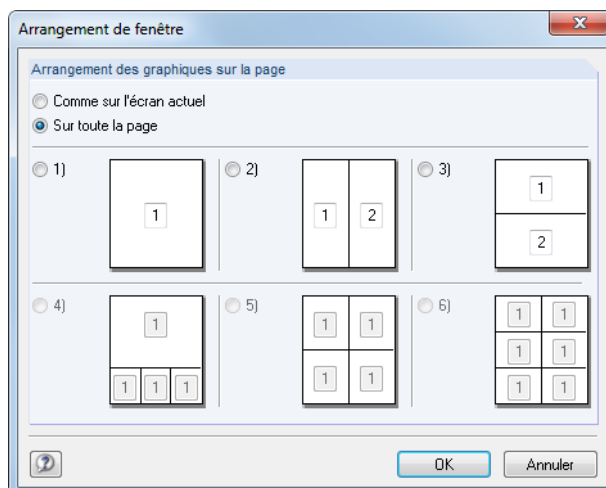 Arrangement de fenêtre
Arrangement des graphiques sur la page
Comme sur l'écran actuel
Sur toute la page
1) 1 2) 1 2 3) 1
2
4) 1 5) 1 1 6) 1 1
1 1
1 1 1 1 1 1 1
OK Annuler